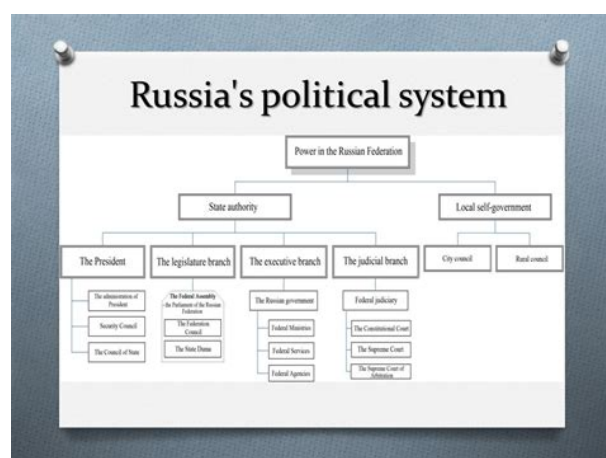 Russia's political system
Power in the Russian Federation
State authority
Local self-government
The President
The legislature branch
The executive branch
The judicial branch
City council
Rural council
The administration of
President
Security Council
The Council of State
The Federal Assembly
- the Parliament of the Russian
Federation
The Federation
Council
The State Duma
The Russian government
Federal Ministries
Federal Services
Federal Agencies
Federal judiciary
The Constitutional Court
The Supreme Court
The Supreme Court of
Arbitration